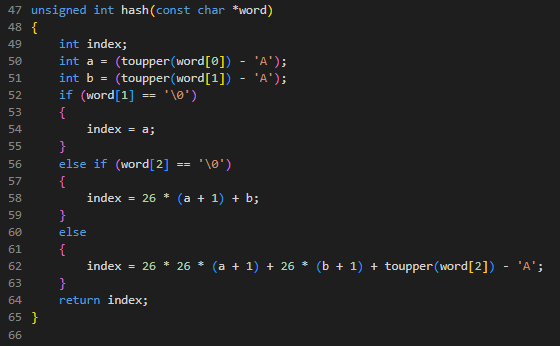 47 unsigned int hash(const char *word)
48 {
49     int index;
50     int a = (toupper(word[0]) - 'A');
51     int b = (toupper(word[1]) - 'A');
52     if (word[1] == '\0')
53     {
54         index = a;
55     }
56     else if (word[2] == '\0')
57     {
58         index = 26 * (a + 1) + b;
59     }
60     else
61     {
62         index = 26 * 26 * (a + 1) + 26 * (b + 1) + toupper(word[2]) - 'A';
63     }
64     return index;
65 }
66